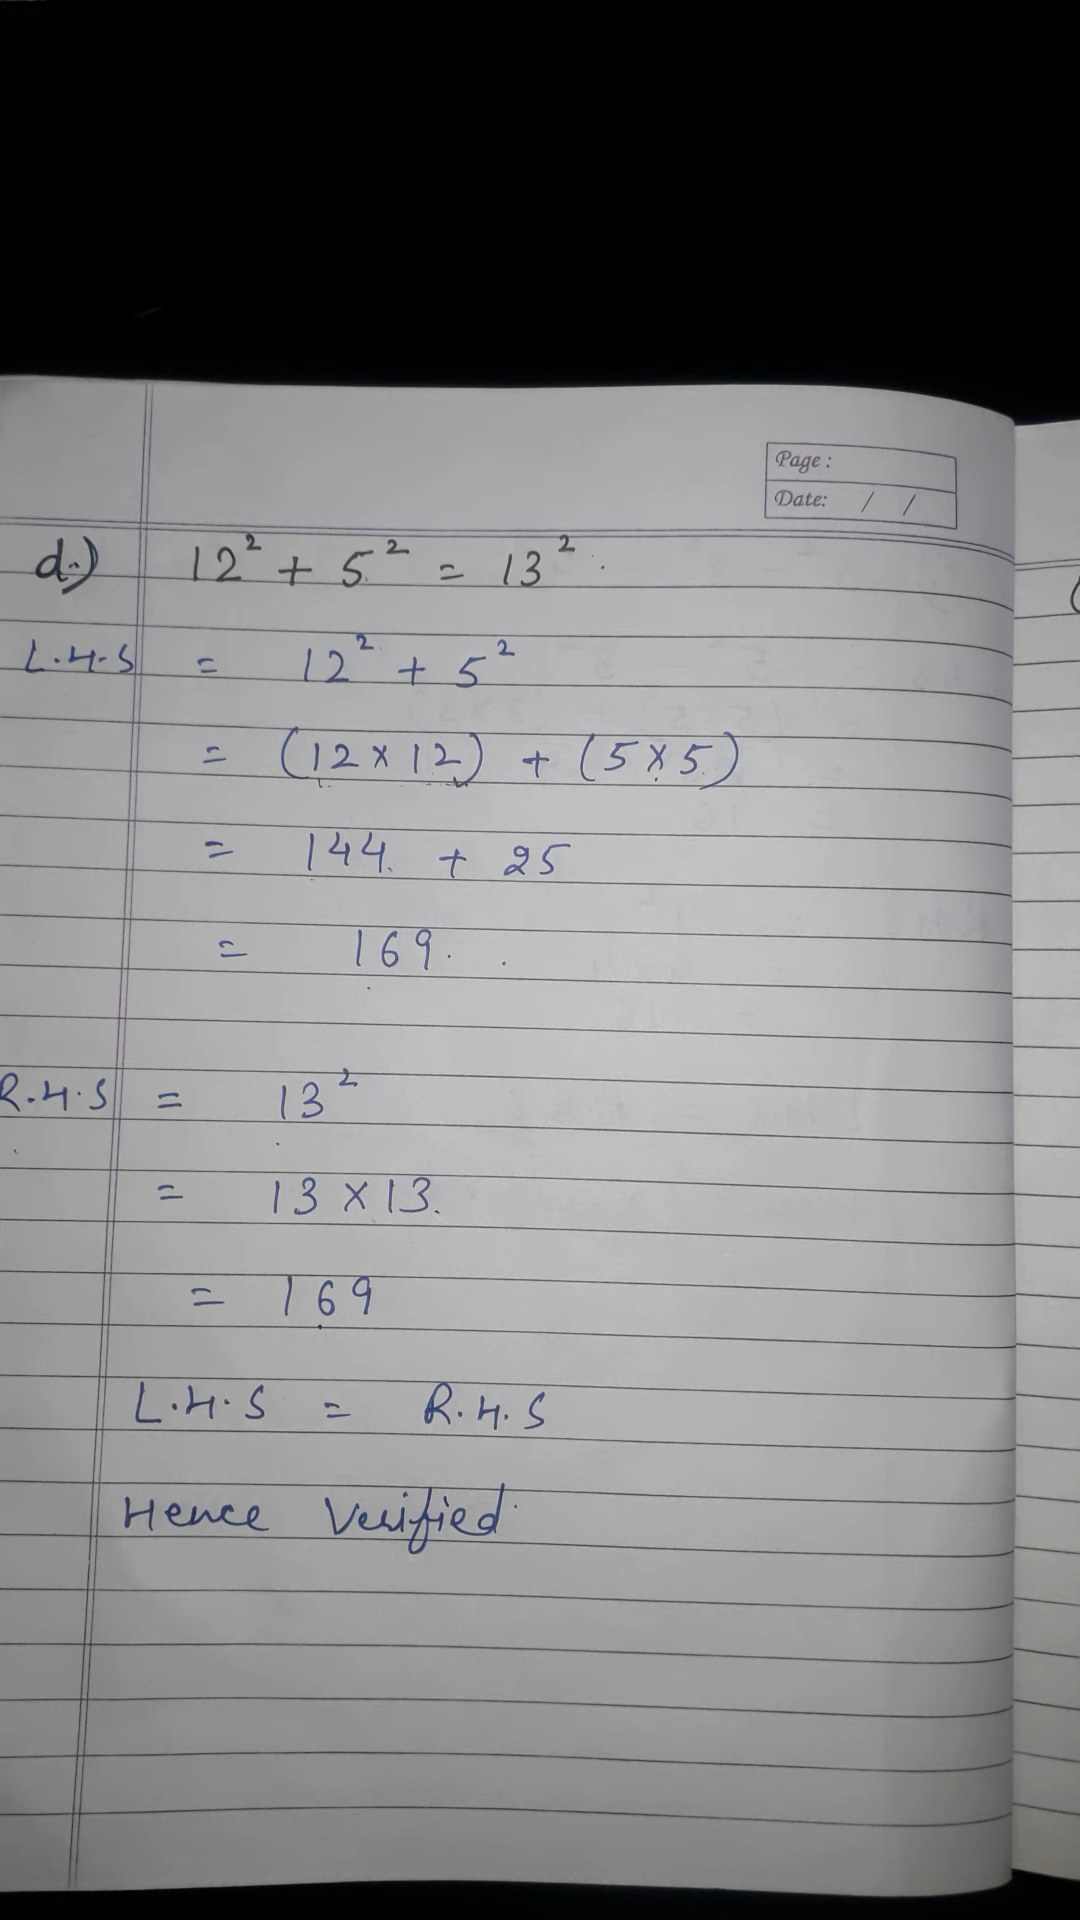 Page :
Date: / /
d.) 12² + 5² = 13²
L.H.S = 12² + 5²
= (12 × 12) + (5 × 5)
= 144 + 25
= 169.
R.H.S = 13²
= 13 × 13.
= 169
L.H.S = R.H.S
Hence Verified